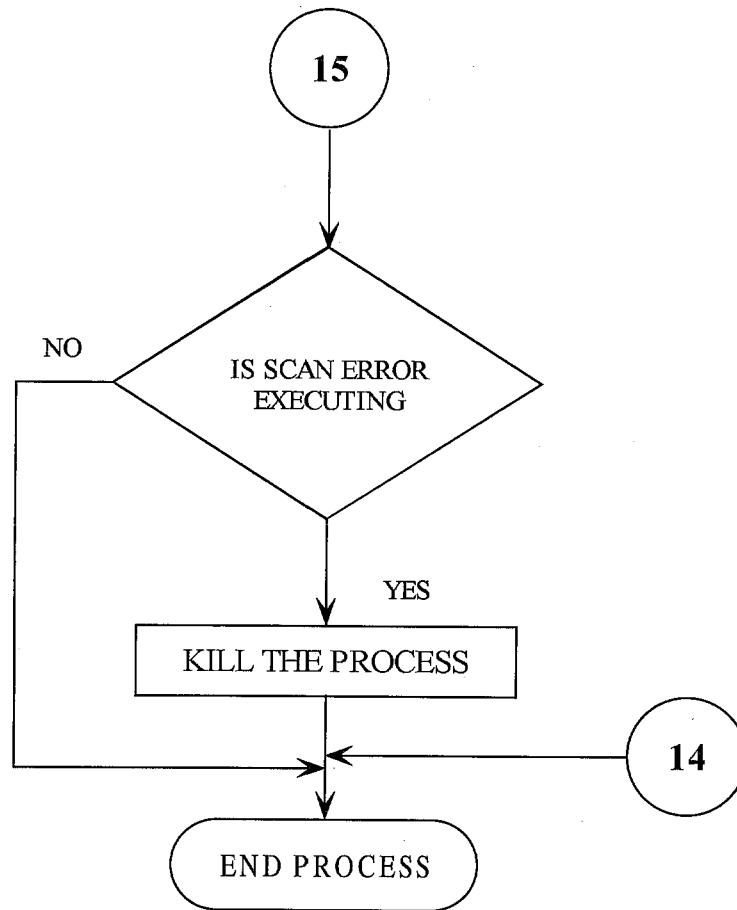 15
NO
IS SCAN ERROR
EXECUTING
YES
KILL THE PROCESS
14
END PROCESS